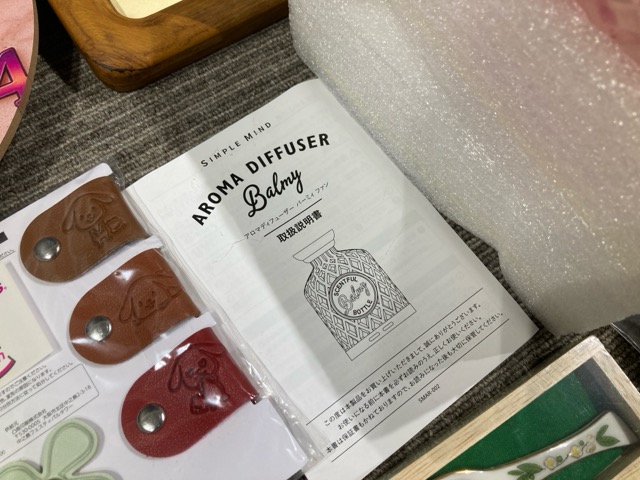 SIMPLE MIND
AROMA DIFFUSER
Balmy
アロマディフューザー バーミィ ファン
取扱説明書
SCENTFUL
Balmy
BOTTLE
この度は本製品をお買い上げいただきまして、誠にありがとうございます。
お使いになる前に本書を必ずお読みのうえ、正しくお使いください。
本書は保証書もかねておりますので、お読みになった後も大切に保管してください。
SMAR-002
4